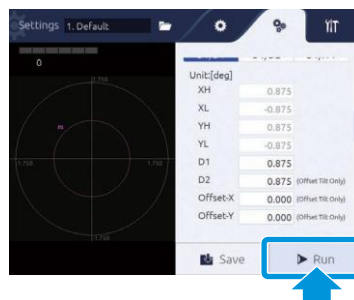 Settings 1. Default
YiT
0
1.750
m
1.750
1.750
1.750
Unit:[deg]
XH 0.875
XL -0.875
YH 0.875
YL -0.875
D1 0.875
D2 0.875 (Offset Tilt Only)
Offset-X 0.000 (Offset Tilt Only)
Offset-Y 0.000 (Offset Tilt Only)
Save
Run